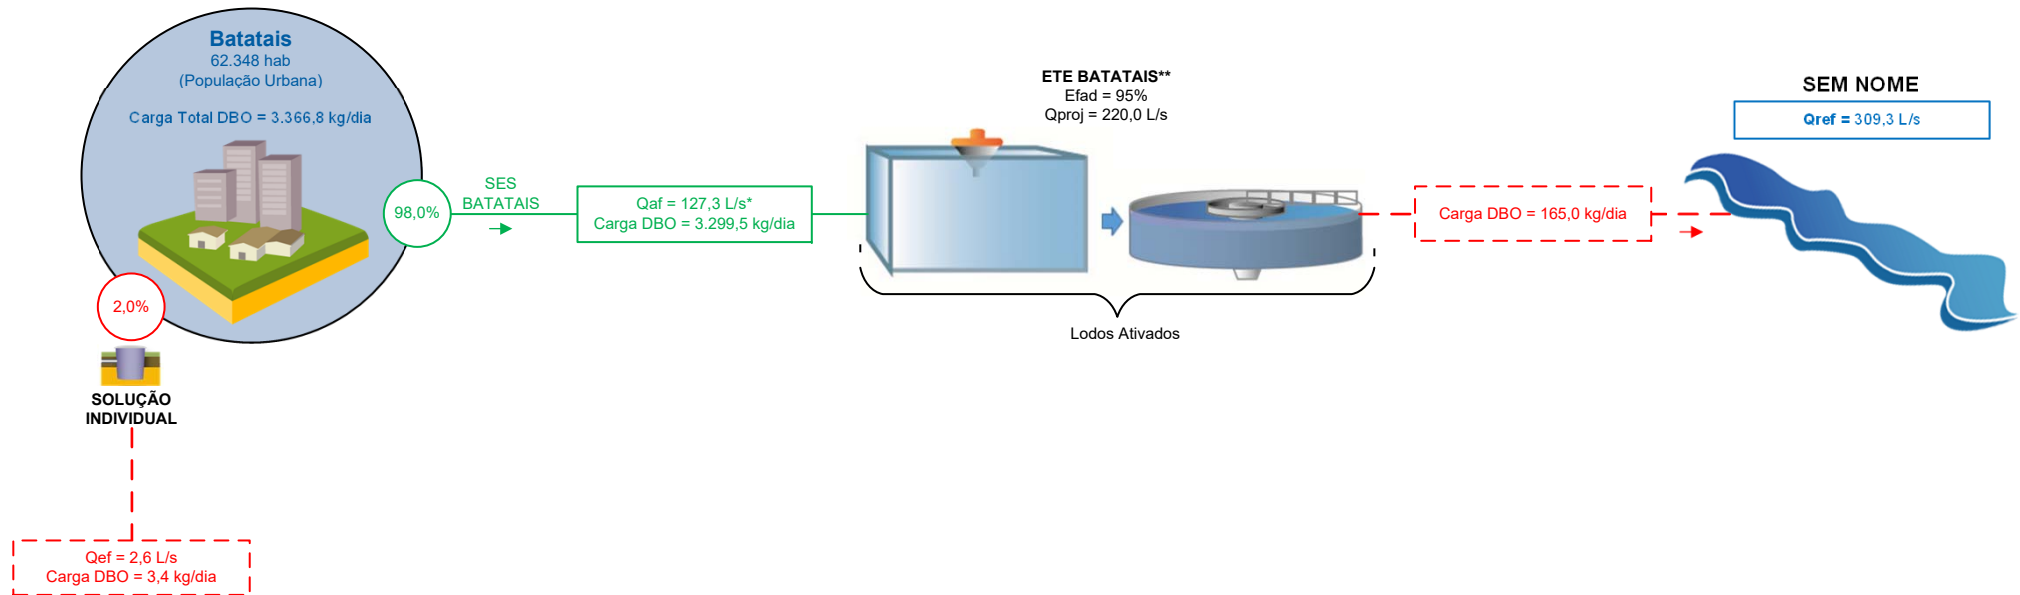 Batatais
62.348 hab
(População Urbana)
Carga Total DBO = 3.366,8 kg/dia
98,0%
2,0%
SOLUÇÃO
INDIVIDUAL
Qef = 2,6 L/s
Carga DBO = 3,4 kg/dia
SES
BATATAIS
Qaf = 127,3 L/s*
Carga DBO = 3.299,5 kg/dia
ETE BATATAIS**
Efad = 95%
Qproj = 220,0 L/s
Lodos Ativados
Carga DBO = 165,0 kg/dia
SEM NOME
Qref = 309,3 L/s